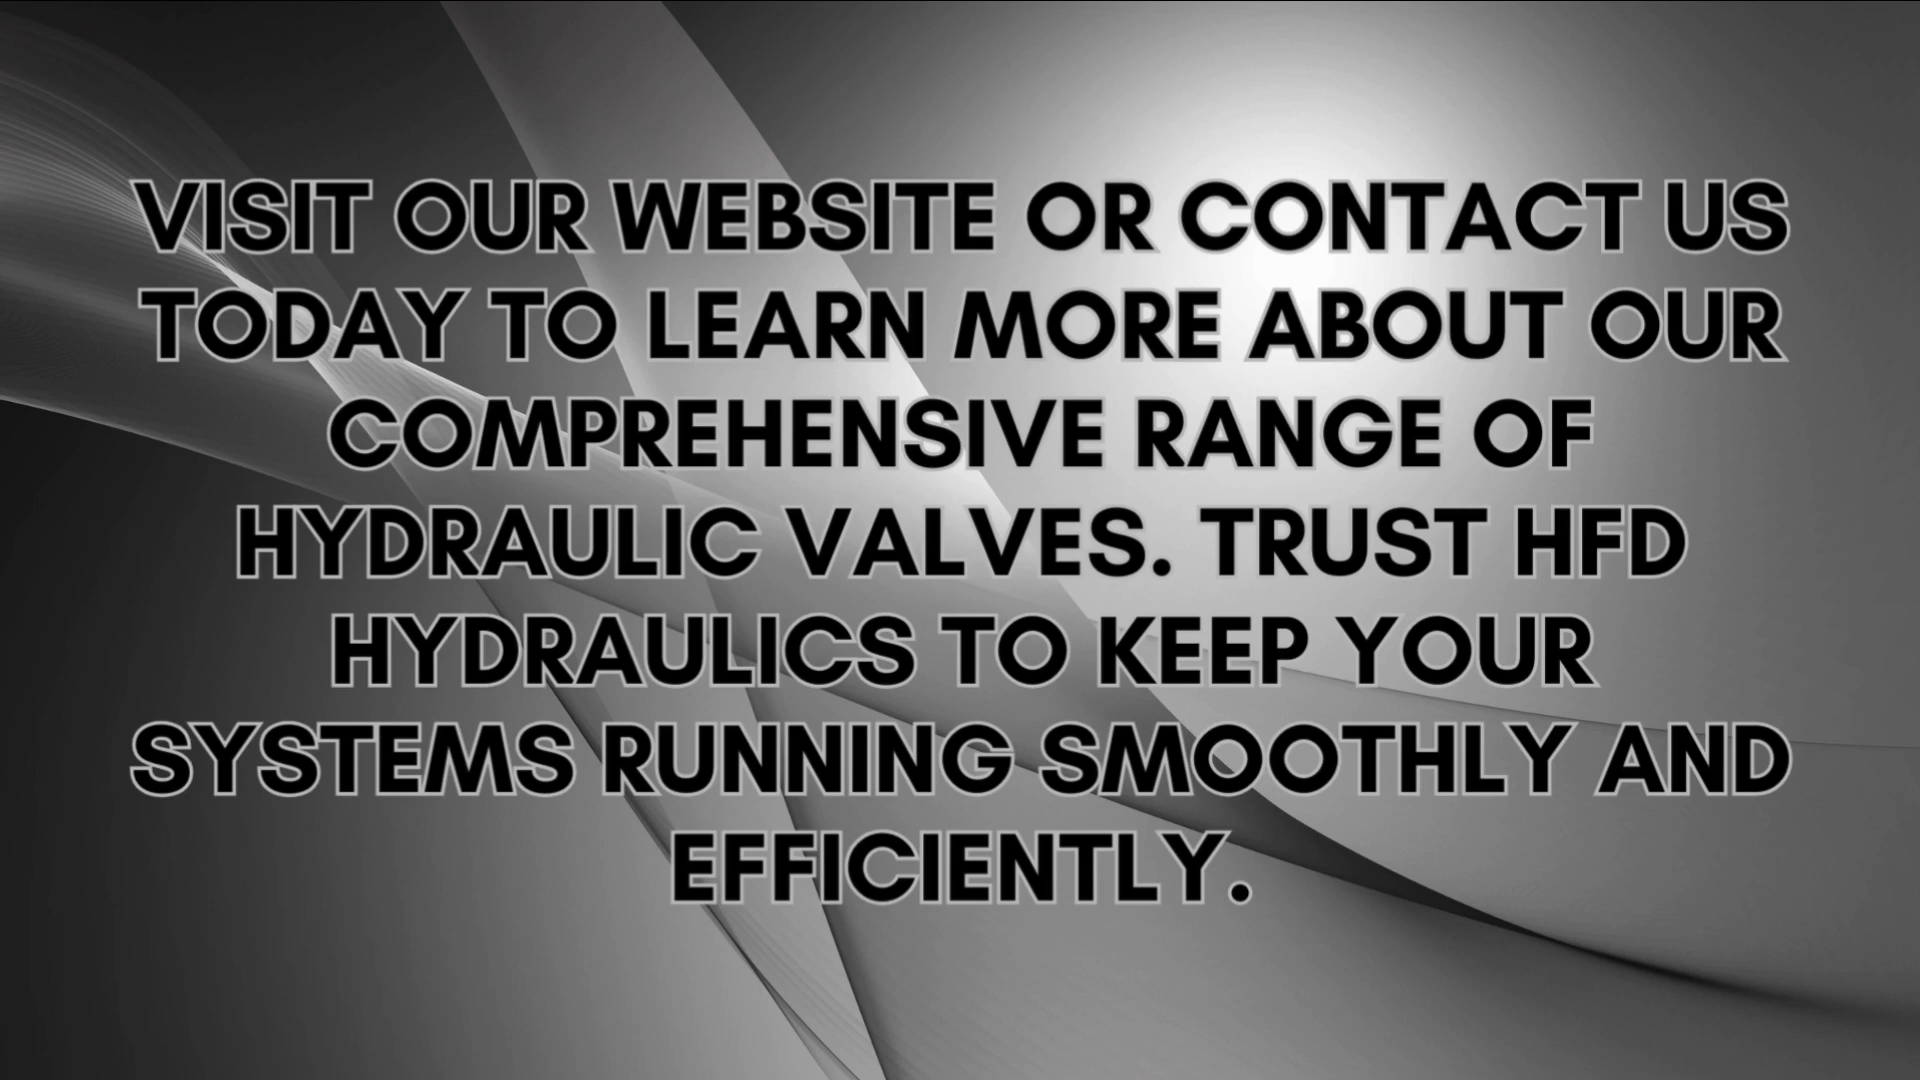 VISIT OUR WEBSITE OR CONTACT US
TODAY TO LEARN MORE ABOUT OUR
COMPREHENSIVE RANGE OF
HYDRAULIC VALVES. TRUST HFD
HYDRAULICS TO KEEP YOUR
SYSTEMS RUNNING SMOOTHLY AND
EFFICIENTLY.